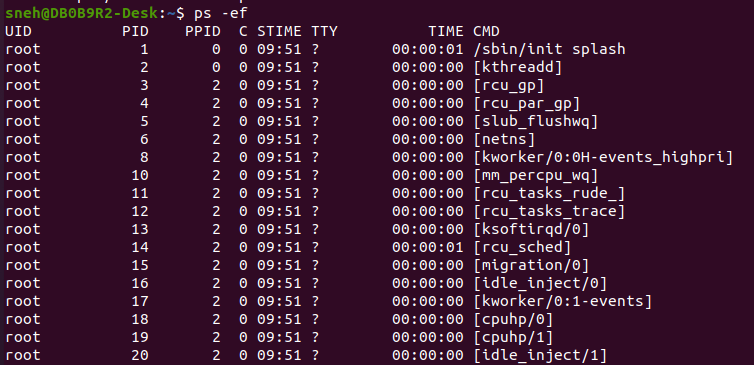 sneh@DB0B9R2-Desk:~$ ps -ef
UID          PID    PPID  C STIME TTY          TIME CMD
root           1       0  0 09:51 ?        00:00:01 /sbin/init splash
root           2       0  0 09:51 ?        00:00:00 [kthreadd]
root           3       2  0 09:51 ?        00:00:00 [rcu_gp]
root           4       2  0 09:51 ?        00:00:00 [rcu_par_gp]
root           5       2  0 09:51 ?        00:00:00 [slub_flushwq]
root           6       2  0 09:51 ?        00:00:00 [netns]
root           8       2  0 09:51 ?        00:00:00 [kworker/0:0H-events_highpri]
root          10       2  0 09:51 ?        00:00:00 [mm_percpu_wq]
root          11       2  0 09:51 ?        00:00:00 [rcu_tasks_rude_]
root          12       2  0 09:51 ?        00:00:00 [rcu_tasks_trace]
root          13       2  0 09:51 ?        00:00:00 [ksoftirqd/0]
root          14       2  0 09:51 ?        00:00:01 [rcu_sched]
root          15       2  0 09:51 ?        00:00:00 [migration/0]
root          16       2  0 09:51 ?        00:00:00 [idle_inject/0]
root          17       2  0 09:51 ?        00:00:00 [kworker/0:1-events]
root          18       2  0 09:51 ?        00:00:00 [cpuhp/0]
root          19       2  0 09:51 ?        00:00:00 [cpuhp/1]
root          20       2  0 09:51 ?        00:00:00 [idle_inject/1]